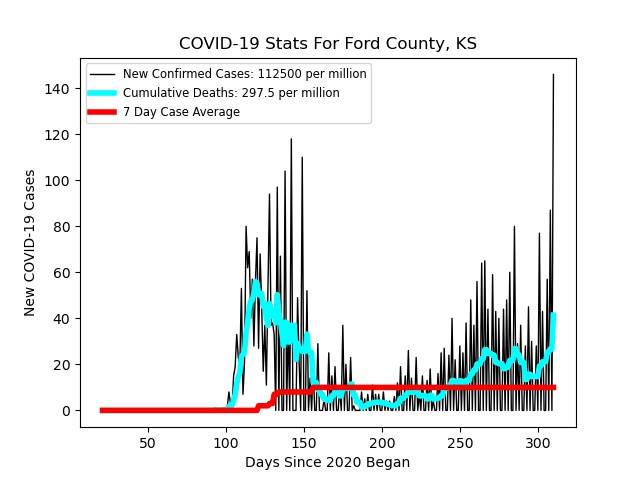 COVID-19 Stats For Ford County, KS
New Confirmed Cases: 112500 per million
Cumulative Deaths: 297.5 per million
7 Day Case Average
New COVID-19 Cases
140
120
100
80
60
40
20
0
50
100
150
200
250
300
Days Since 2020 Began